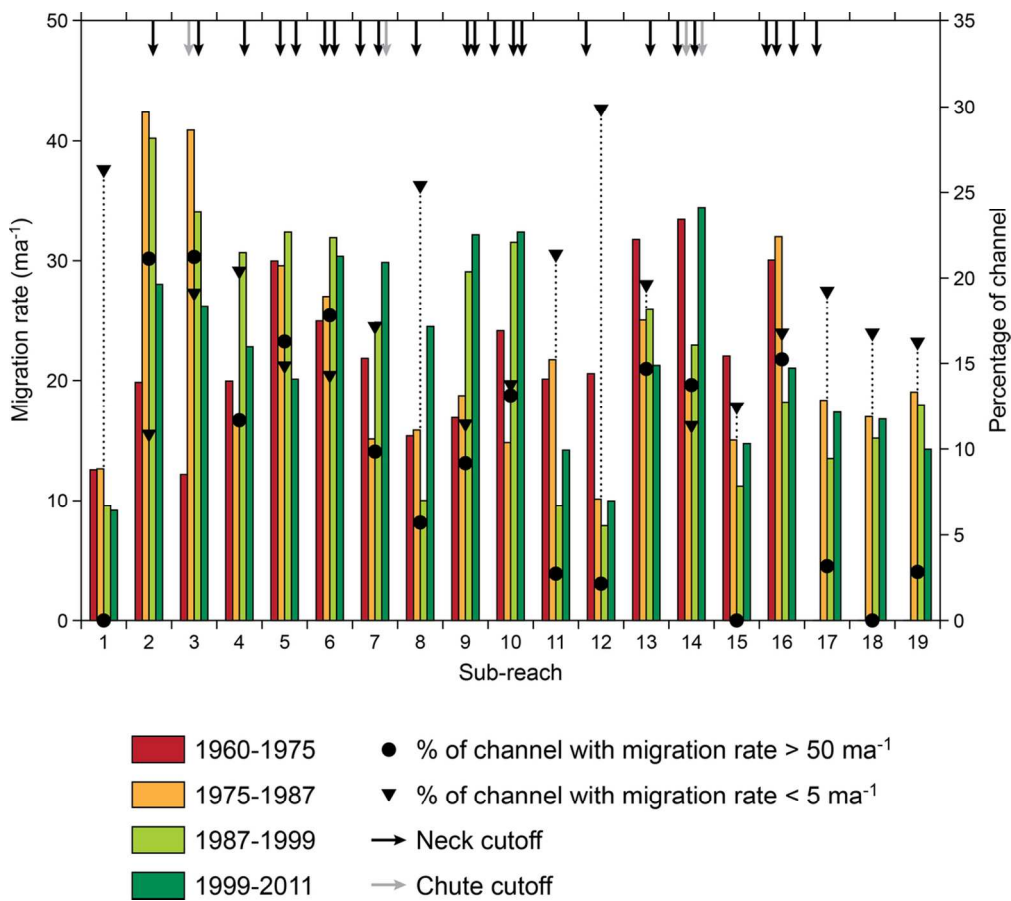 50
40
30
20
10
0
Migration rate (ma⁻¹)
35
30
25
20
15
10
5
0
Percentage of channel
1 2 3 4 5 6 7 8 9 10 11 12 13 14 15 16 17 18 19
Sub-reach
1960-1975
% of channel with migration rate > 50 ma⁻¹
1975-1987
% of channel with migration rate < 5 ma⁻¹
1987-1999
Neck cutoff
1999-2011
Chute cutoff